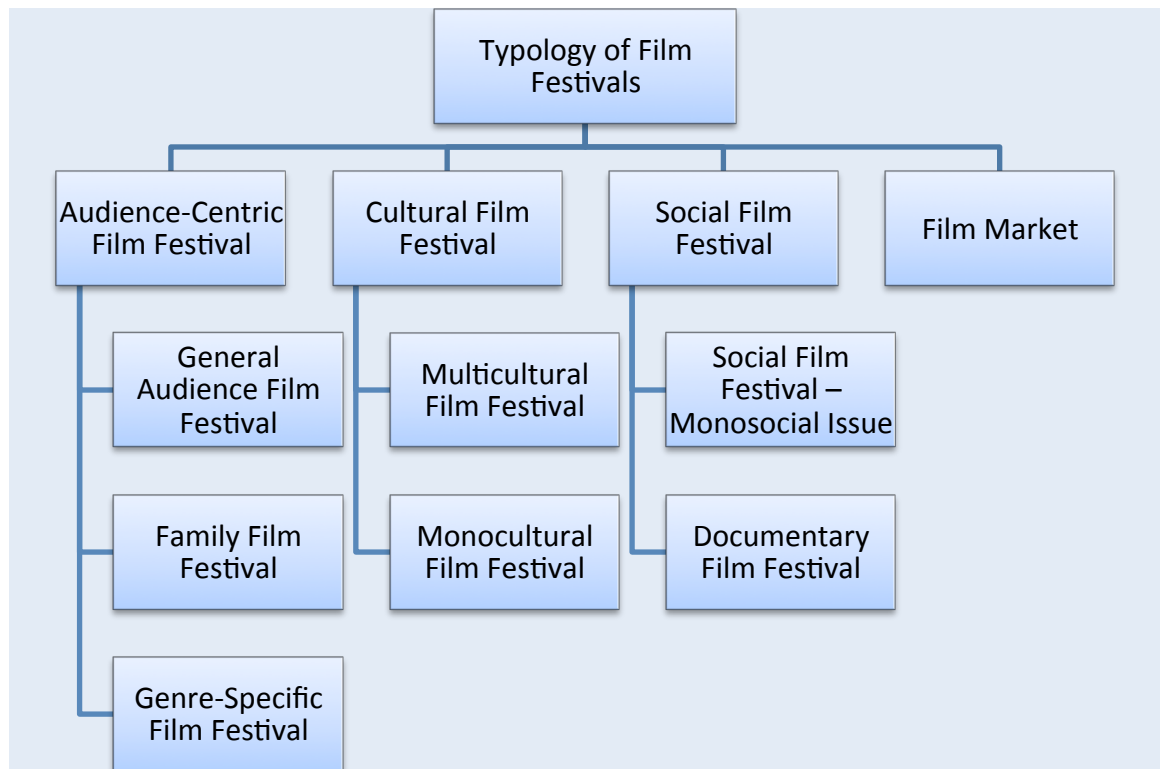 Typology of Film
Festivals
Audience-Centric
Film Festival
Cultural Film
Festival
Social Film
Festival
Film Market
General
Audience Film
Festival
Multicultural
Film Festival
Social Film
Festival –
Monosocial Issue
Family Film
Festival
Monocultural
Film Festival
Documentary
Film Festival
Genre-Specific
Film Festival